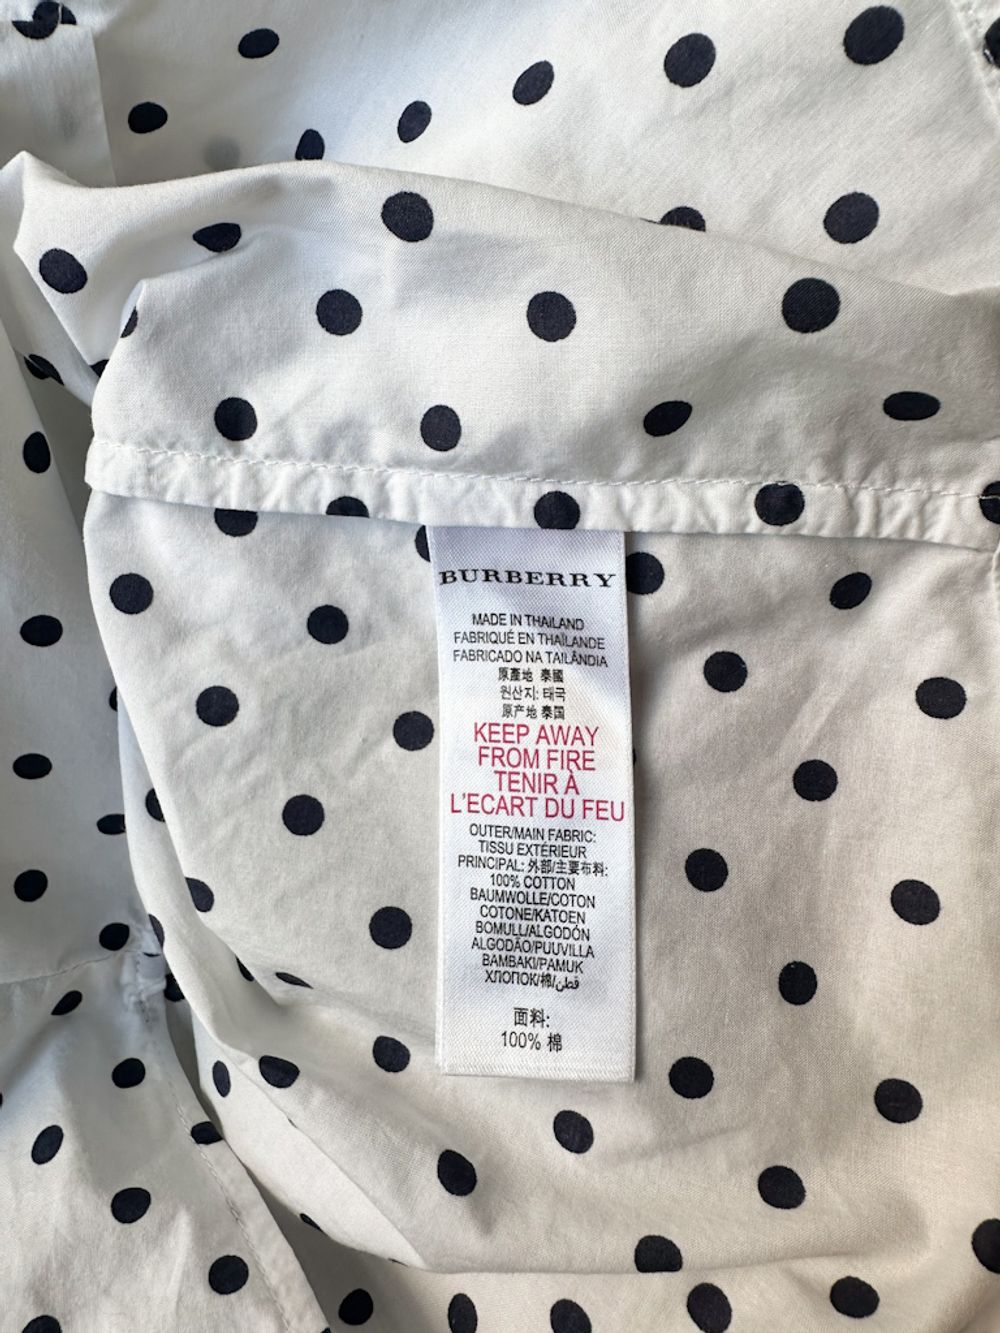 BURBERRY
MADE IN THAILAND
FABRIQUÉ EN THAÏLANDE
FABRICADO NA TAILÂNDIA
原產地 泰國
원산지: 태국
原产地 泰国
KEEP AWAY
FROM FIRE
TENIR À
L'ECART DU FEU
OUTER/MAIN FABRIC:
TISSU EXTÉRIEUR
PRINCIPAL: 外部/主要布料:
100% COTTON
BAUMWOLLE/COTON
COTONE/KATOEN
BOMULL/ALGODÓN
ALGODÃO/PUUVILLA
BAMBAKI/PAMUK
ХЛОПОК/棉/قطن
面料:
100% 棉